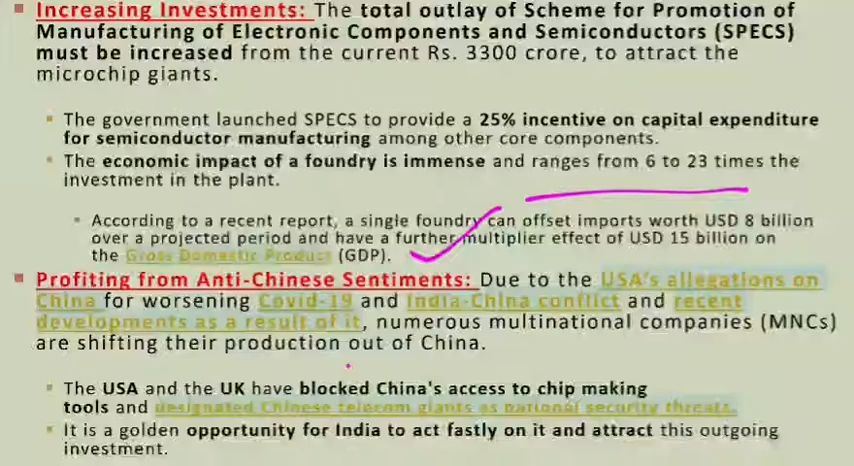 Increasing Investments: The total outlay of Scheme for Promotion of
Manufacturing of Electronic Components and Semiconductors (SPECS)
must be increased from the current Rs. 3300 crore, to attract the
microchip giants.
The government launched SPECS to provide a 25% incentive on capital expenditure
for semiconductor manufacturing among other core components.
The economic impact of a foundry is immense and ranges from 6 to 23 times the
investment in the plant.
According to a recent report, a single foundry can offset imports worth USD 8 billion
over a projected period and have a further multiplier effect of USD 15 billion on
the Gross Domestic Product (GDP).
Profiting from Anti-Chinese Sentiments: Due to the USA's allegations on
China for worsening Covid-19 and India-China conflict and recent
developments as a result of it, numerous multinational companies (MNCs)
are shifting their production out of China.
The USA and the UK have blocked China's access to chip making
tools and designated Chinese telecom giants as national security threats.
It is a golden opportunity for India to act fastly on it and attract this outgoing
investment.